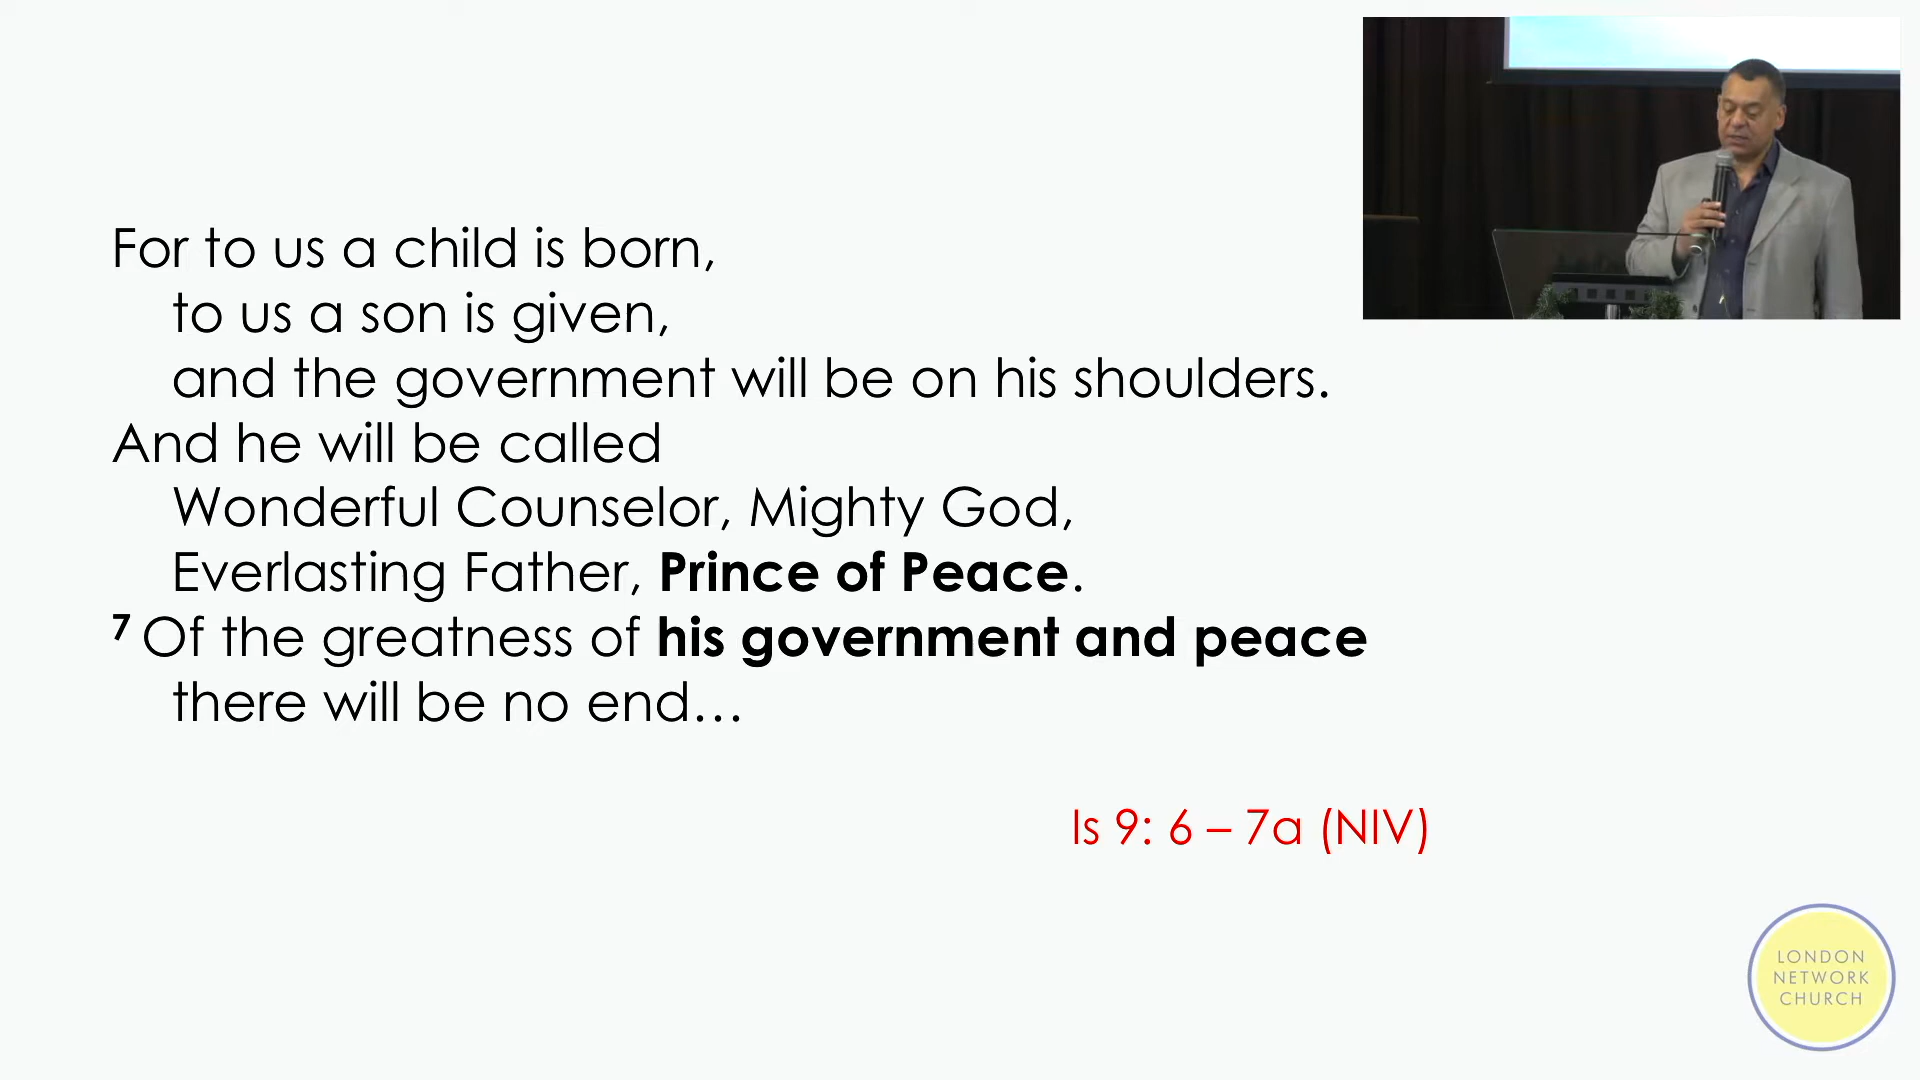 For to us a child is born,
to us a son is given,
and the government will be on his shoulders.
And he will be called
Wonderful Counselor, Mighty God,
Everlasting Father, Prince of Peace.
7 Of the greatness of his government and peace
there will be no end…
Is 9: 6 – 7a (NIV)
LONDON
NETWORK
CHURCH